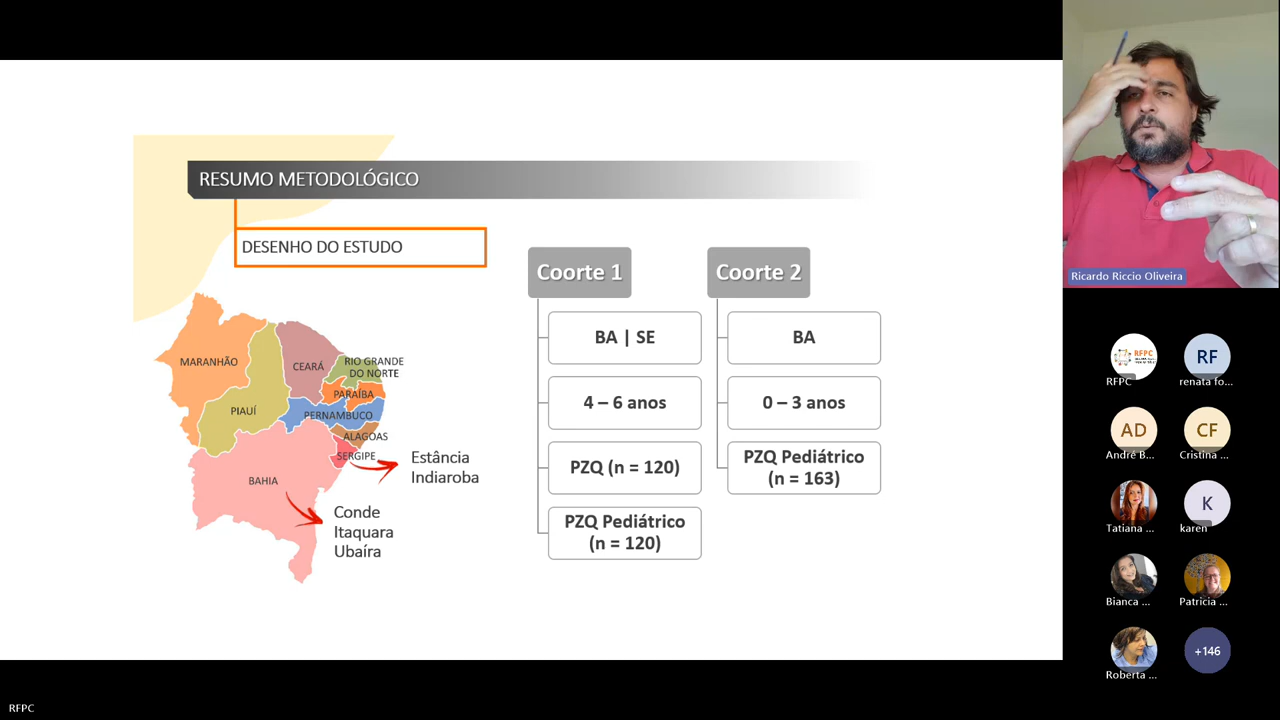 RESUMO METODOLÓGICO
DESENHO DO ESTUDO
MARANHÃO
PIAUÍ
CEARÁ
RIO GRANDE
DO NORTE
PARAÍBA
PERNAMBUCO
ALAGOAS
SERGIPE
BAHIA
Estância
Indiaroba
Conde
Itaquara
Ubaíra
Coorte 1
BA | SE
4 – 6 anos
PZQ (n = 120)
PZQ Pediátrico
(n = 120)
Coorte 2
BA
0 – 3 anos
PZQ Pediátrico
(n = 163)
Ricardo Riccio Oliveira
RFPC
RFPC
RF
renata fo...
AD
André B...
CF
Cristina ...
Tatiana ...
K
karen
Bianca ...
Patricia ...
Roberta ...
+146
RFPC